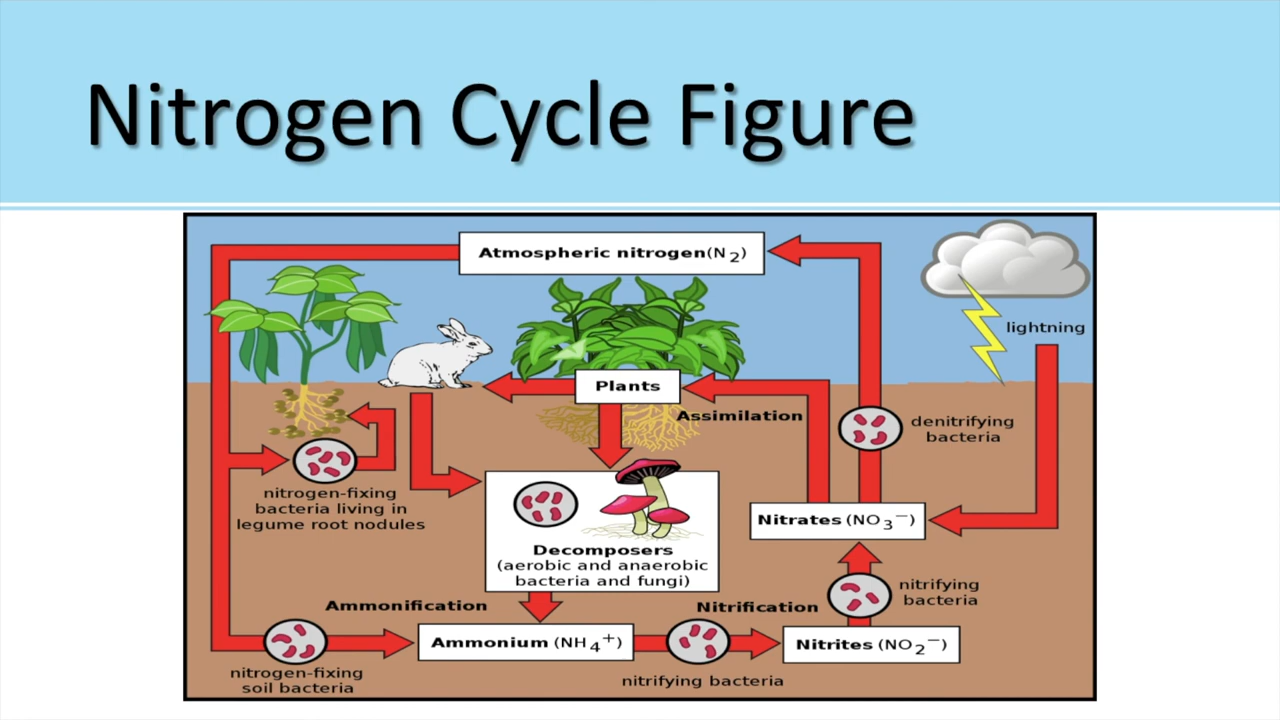 Nitrogen Cycle Figure
Atmospheric nitrogen(N2)
lightning
Plants
Assimilation
denitrifying
bacteria
nitrogen-fixing
bacteria living in
legume root nodules
Nitrates (NO3−)
Decomposers
(aerobic and anaerobic
bacteria and fungi)
nitrifying
bacteria
Ammonification
Nitrification
Ammonium (NH4+)
Nitrites (NO2−)
nitrogen-fixing
soil bacteria
nitrifying bacteria